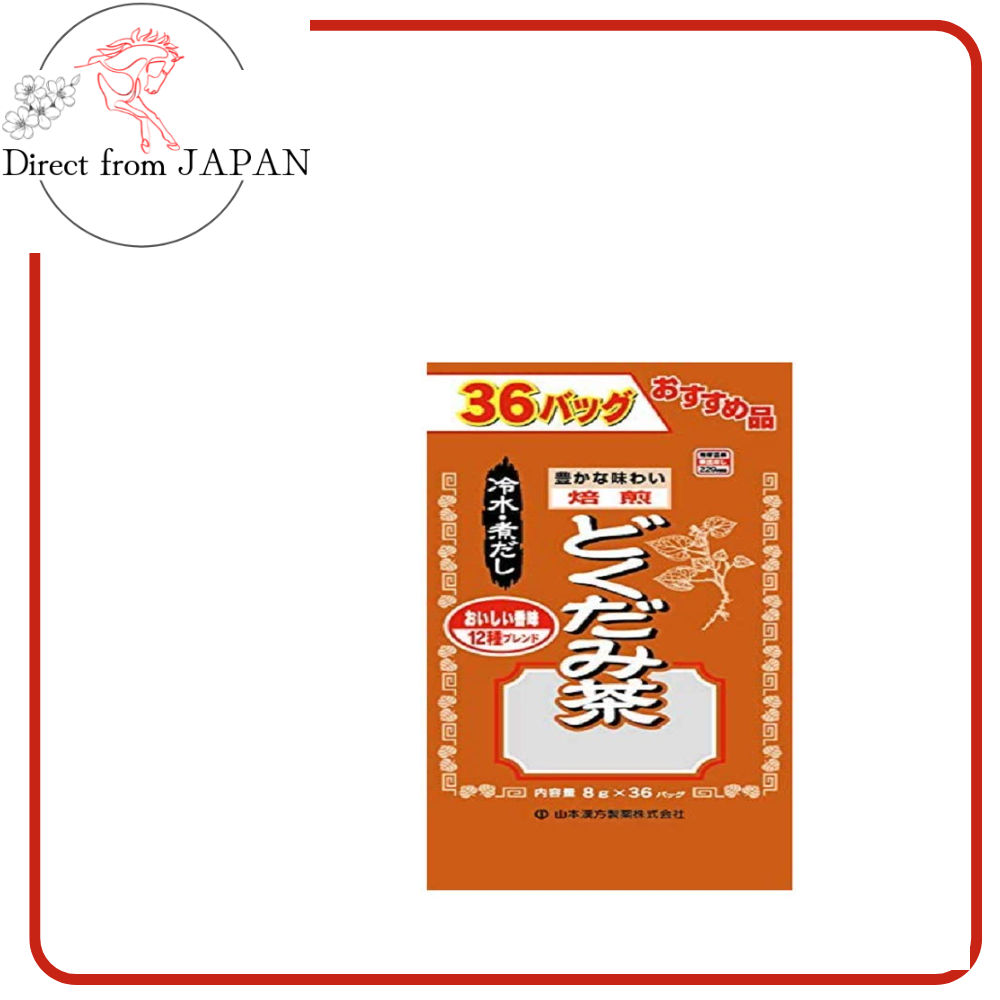 Direct from JAPAN
36バッグ
おすすめ品
豊かな味わい
焙煎
冷水・煮だし
どくだみ茶
おいしい香味
12種ブレンド
内容量 8g×36バッグ
山本漢方製薬株式会社